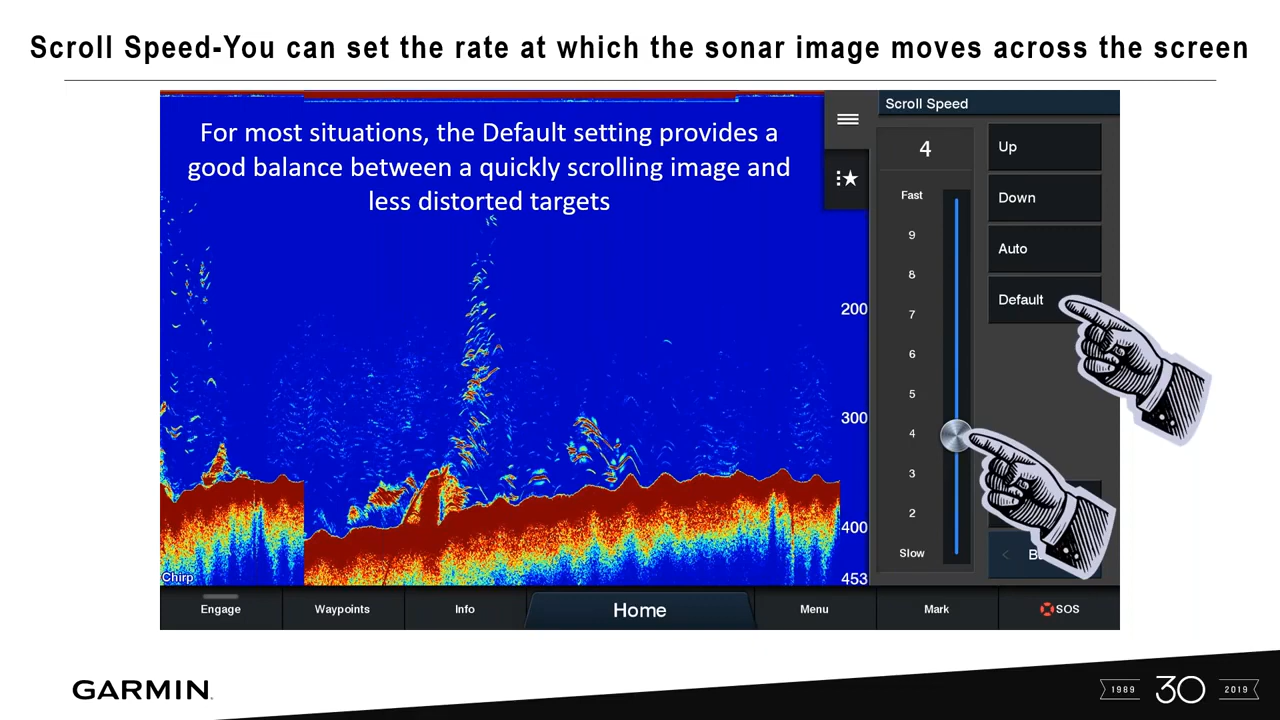 Scroll Speed-You can set the rate at which the sonar image moves across the screen
For most situations, the Default setting provides a
good balance between a quickly scrolling image and
less distorted targets
200
300
400
453
Chirp
Scroll Speed
4
Fast
9
8
7
6
5
4
3
2
Slow
Up
Down
Auto
Default
Engage
Waypoints
Info
Home
Menu
Mark
SOS
GARMIN
1989
30
2019